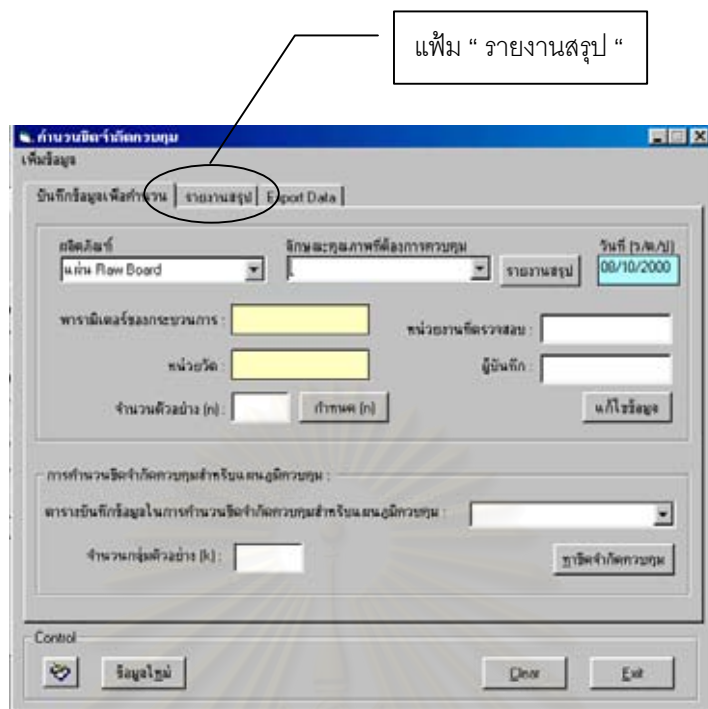 แฟ้ม “ รายงานสรุป “
คำนวนขีดจำกัดควบคุม
เพิ่มข้อมูล
บันทึกข้อมูลเพื่อคำนวน รายงานสรุป Export Data
ผลิตภัณฑ์ ลักษณะคุณภาพที่ต้องการควบคุม วันที่ (ว/ด/ป)
แผ่น Raw Board รายงานสรุป 08/10/2000
พารามิเตอร์ของกระบวนการ : หน่วยงานที่ตรวจสอบ :
หน่วยวัด : ผู้บันทึก :
จำนวนตัวอย่าง (n) : กำหนด (n) แก้ไขข้อมูล
การคำนวนขีดจำกัดควบคุมสำหรับแผนภูมิควบคุม :
ตารางบันทึกข้อมูลในการคำนวนขีดจำกัดควบคุมสำหรับแผนภูมิควบคุม :
จำนวนกลุ่มตัวอย่าง (k) : หาขีดจำกัดควบคุม
Control
ข้อมูลใหม่ Clear Exit